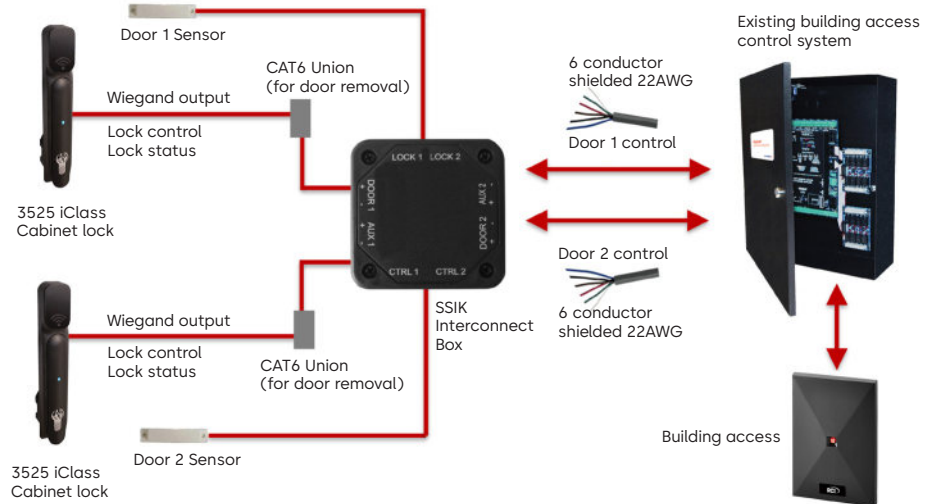 Door 1 Sensor
CAT6 Union
(for door removal)
Wiegand output
Lock control
Lock status
3525 iClass
Cabinet lock
6 conductor
shielded 22AWG
Door 1 control
Existing building access
control system
LOCK 1 LOCK 2
+ DOOR 1 -
+ AUX 1 -
AUX 2 - +
DOOR 2 - +
CTRL 1 CTRL 2
SSIK
Interconnect
Box
Door 2 control
6 conductor
shielded 22AWG
Wiegand output
Lock control
Lock status
CAT6 Union
(for door removal)
Door 2 Sensor
3525 iClass
Cabinet lock
Building access
RCI